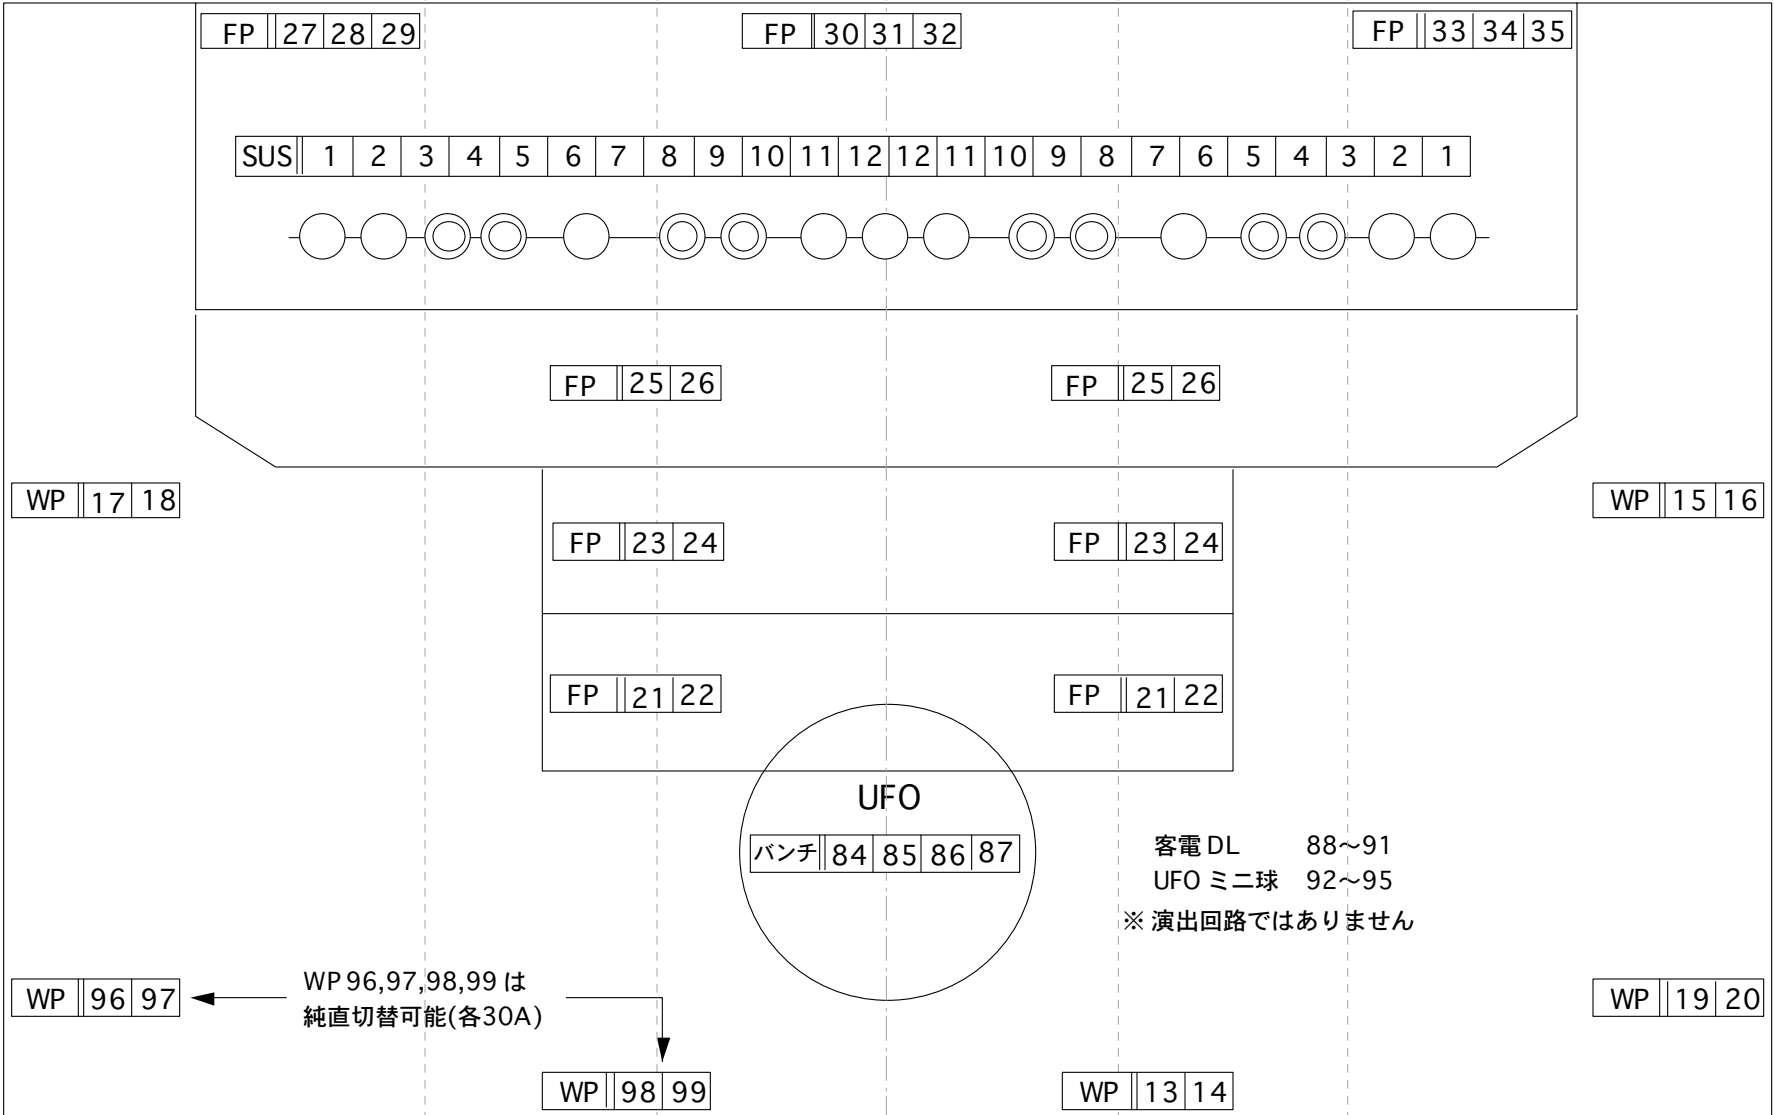 FP 27 28 29
FP 30 31 32
FP 33 34 35
SUS 1 2 3 4 5 6 7 8 9 10 11 12 12 11 10 9 8 7 6 5 4 3 2 1
FP 25 26
FP 25 26
WP 17 18
WP 15 16
FP 23 24
FP 23 24
FP 21 22
FP 21 22
UFO
バンチ 84 85 86 87
客電 DL 88〜91
UFO ミニ球 92〜95
※ 演出回路ではありません
WP 96 97
WP 96,97,98,99 は
純直切替可能(各30A)
WP 19 20
WP 98 99
WP 13 14